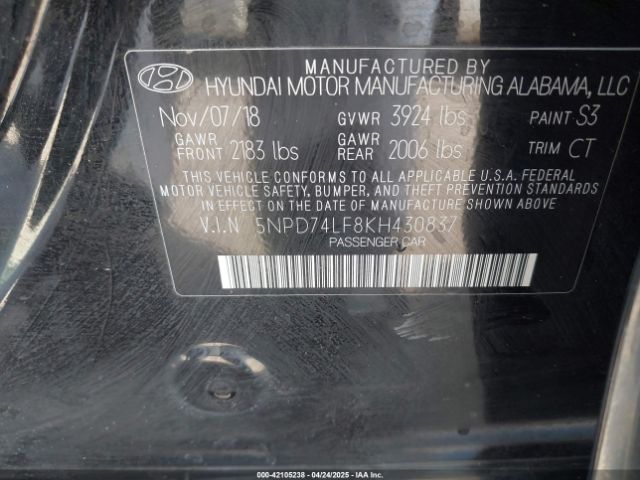 MANUFACTURED BY
HYUNDAI MOTOR MANUFACTURING ALABAMA, LLC
Nov/07/18 GVWR 3924 lbs PAINT S3
GAWR FRONT 2183 lbs GAWR REAR 2006 lbs TRIM CT
THIS VEHICLE CONFORMS TO ALL APPLICABLE U.S.A. FEDERAL
MOTOR VEHICLE SAFETY, BUMPER, AND THEFT PREVENTION STANDARDS
IN EFFECT ON THE DATE OF MANUFACTURE SHOWN ABOVE.
V.I.N 5NPD74LF8KH430837
PASSENGER CAR
000-42105238 - 04/24/2025 - IAA Inc.